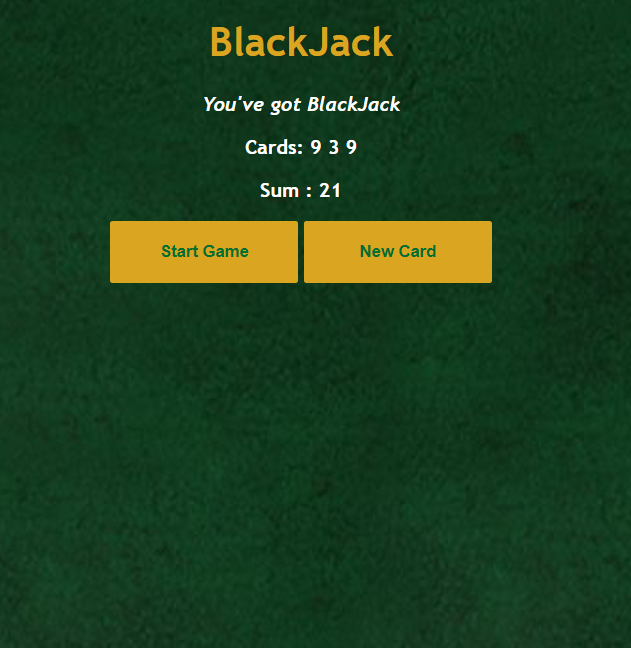 BlackJack
You've got BlackJack
Cards: 9 3 9
Sum : 21
Start Game New Card